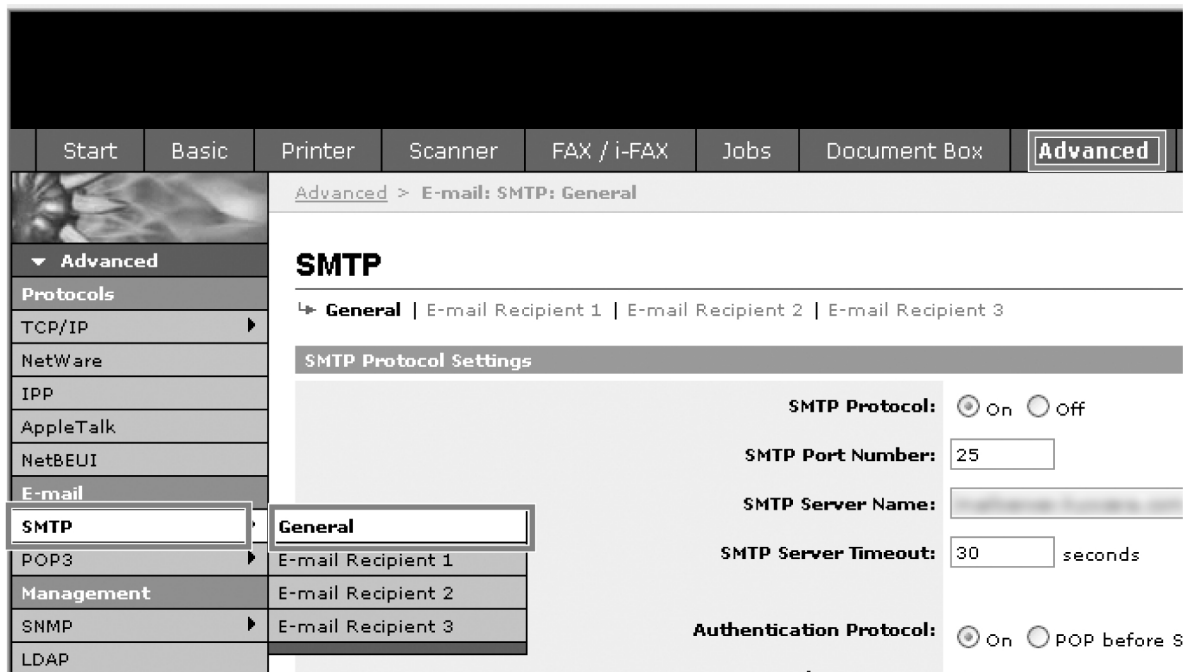 Start Basic Printer Scanner FAX / i-FAX Jobs Document Box Advanced
Advanced > E-mail: SMTP: General
Advanced
SMTP
Protocols
General | E-mail Recipient 1 | E-mail Recipient 2 | E-mail Recipient 3
TCP/IP
NetWare
SMTP Protocol Settings
IPP
SMTP Protocol: On Off
AppleTalk
NetBEUI
SMTP Port Number: 25
E-mail
SMTP Server Name:
SMTP
General
SMTP Server Timeout: 30 seconds
POP3
E-mail Recipient 1
Management
E-mail Recipient 2
SNMP
E-mail Recipient 3
Authentication Protocol: On POP before S
LDAP